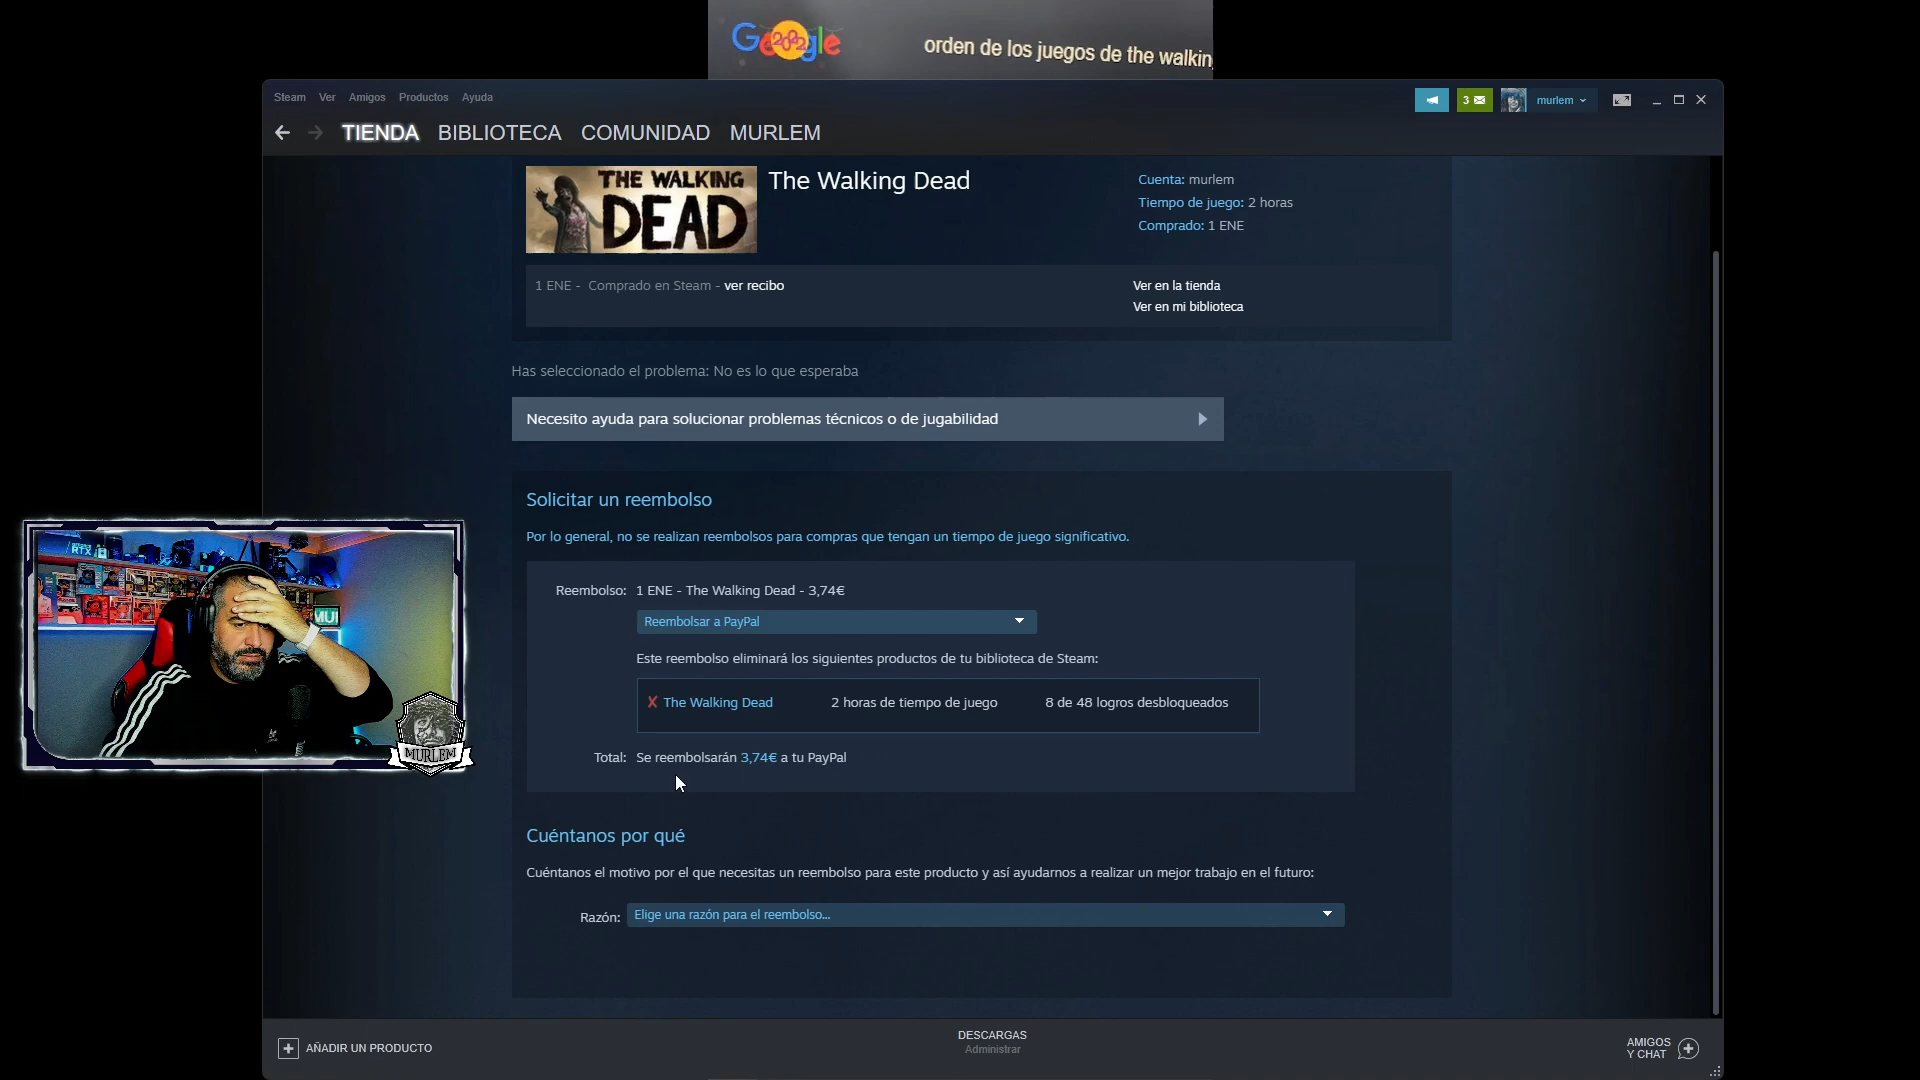 Google
2022
orden de los juegos de the walkin
Steam Ver Amigos Productos Ayuda
3
murlem
TIENDA BIBLIOTECA COMUNIDAD MURLEM
THE WALKING
DEAD
The Walking Dead
Cuenta: murlem
Tiempo de juego: 2 horas
Comprado: 1 ENE
1 ENE - Comprado en Steam - ver recibo
Ver en la tienda
Ver en mi biblioteca
Has seleccionado el problema: No es lo que esperaba
Necesito ayuda para solucionar problemas técnicos o de jugabilidad
Solicitar un reembolso
Por lo general, no se realizan reembolsos para compras que tengan un tiempo de juego significativo.
Reembolso: 1 ENE - The Walking Dead - 3,74€
Reembolsar a PayPal
Este reembolso eliminará los siguientes productos de tu biblioteca de Steam:
X The Walking Dead 2 horas de tiempo de juego 8 de 48 logros desbloqueados
Total: Se reembolsarán 3,74€ a tu PayPal
RTX
MUR
MURLEM
Cuéntanos por qué
Cuéntanos el motivo por el que necesitas un reembolso para este producto y así ayudarnos a realizar un mejor trabajo en el futuro:
Razón: Elige una razón para el reembolso...
AÑADIR UN PRODUCTO
DESCARGAS
Administrar
AMIGOS
Y CHAT